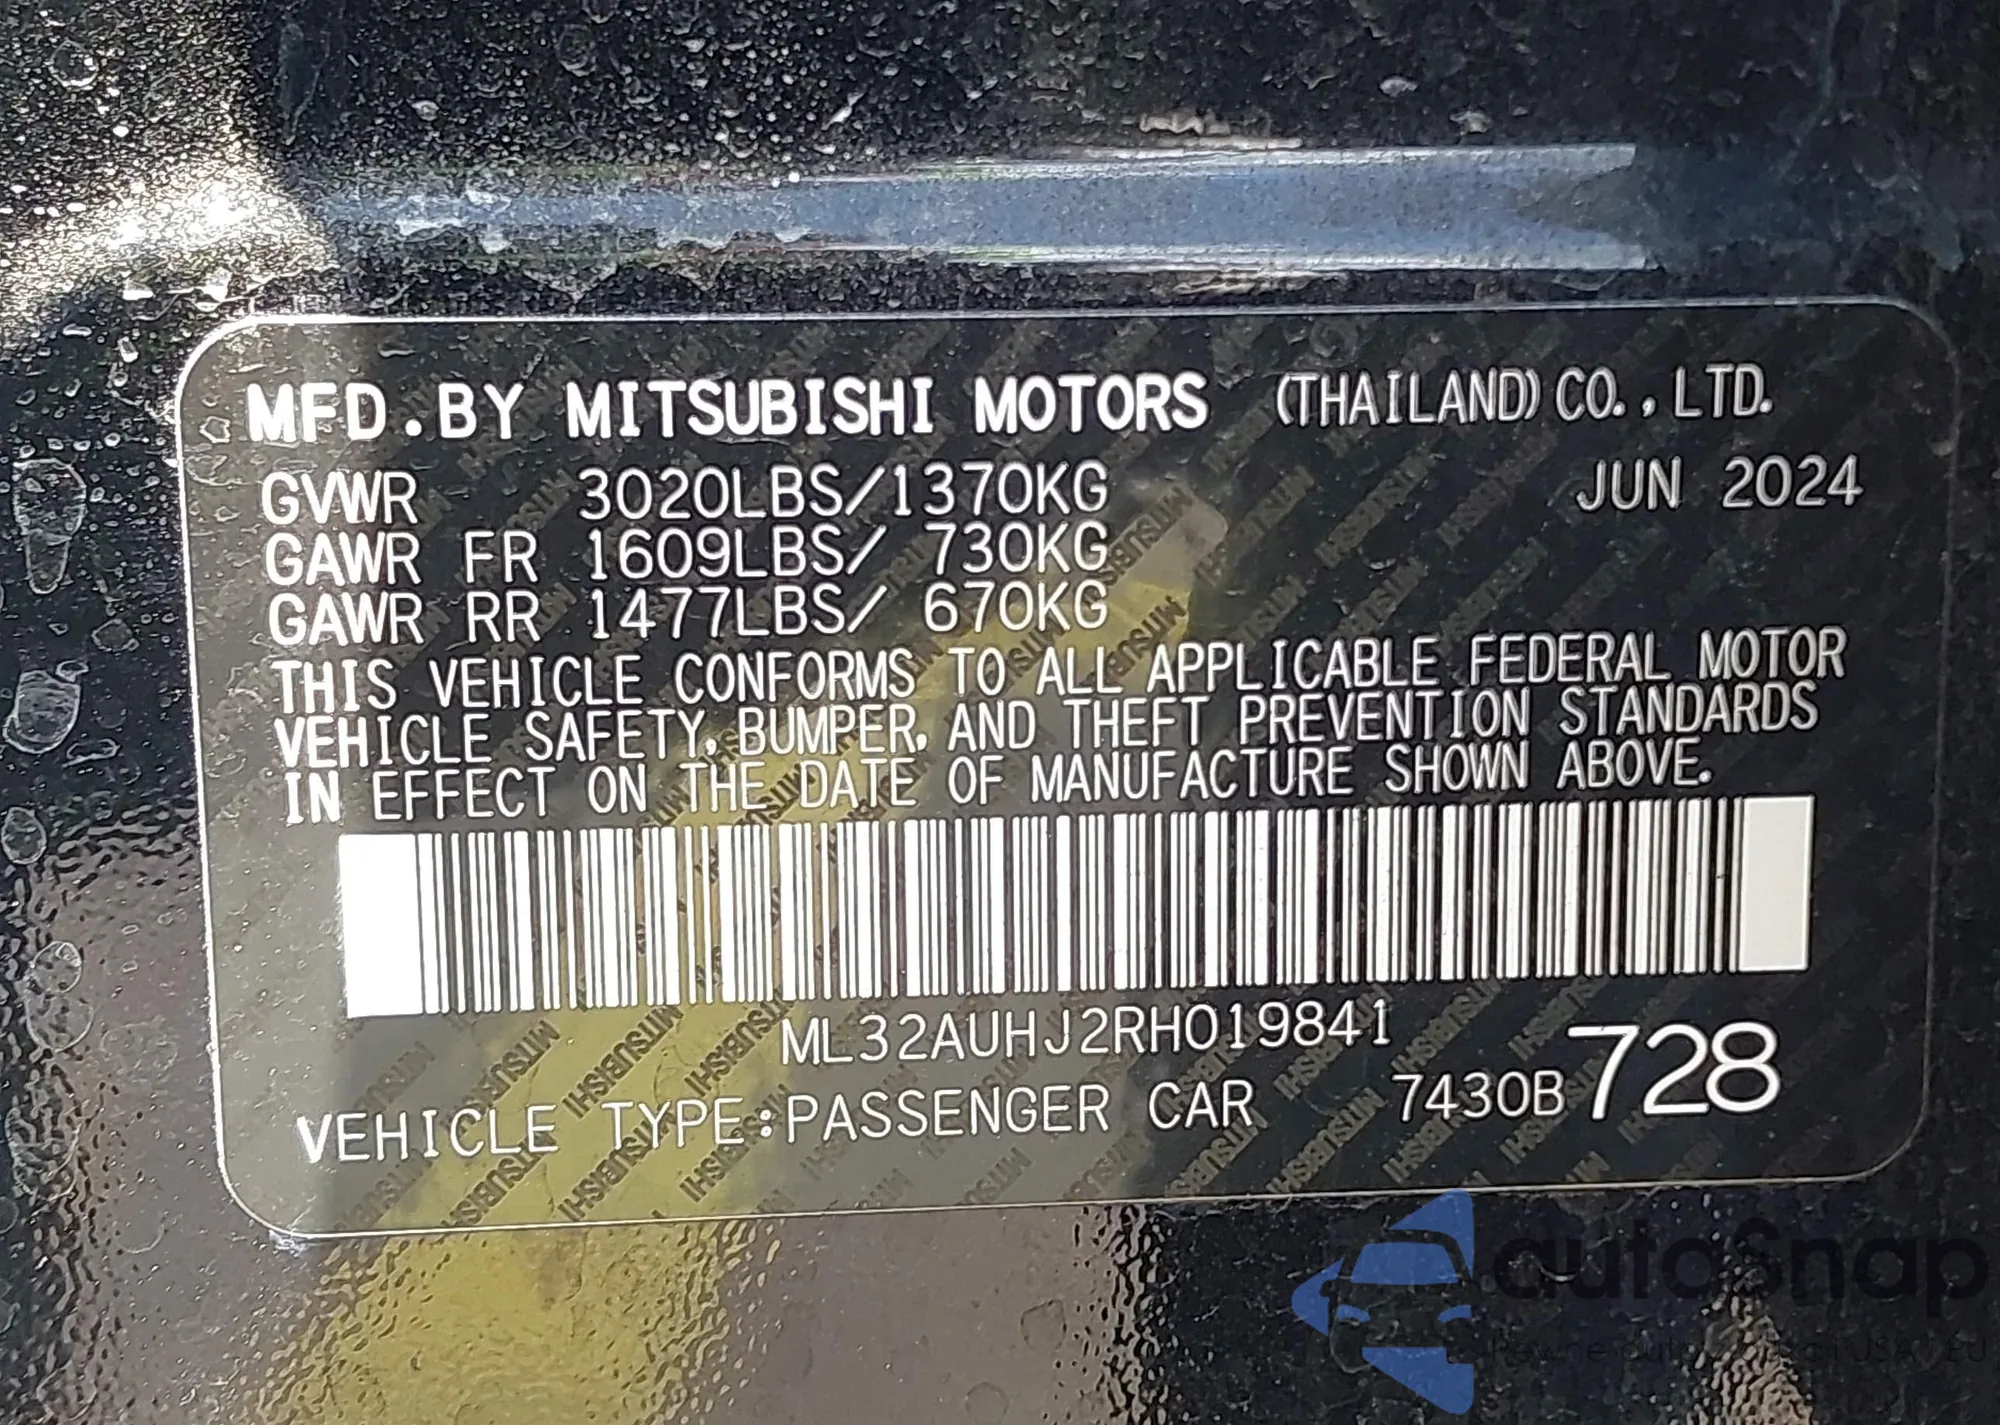 MFD.BY MITSUBISHI MOTORS (THAILAND) CO., LTD.
GVWR 3020LBS/1370KG JUN 2024
GAWR FR 1609LBS/ 730KG
GAWR RR 1477LBS/ 670KG
THIS VEHICLE CONFORMS TO ALL APPLICABLE FEDERAL MOTOR
VEHICLE SAFETY, BUMPER, AND THEFT PREVENTION STANDARDS
IN EFFECT ON THE DATE OF MANUFACTURE SHOWN ABOVE.
ML32AUHJ2RH019841
VEHICLE TYPE:PASSENGER CAR 7430B 728
autoSnap